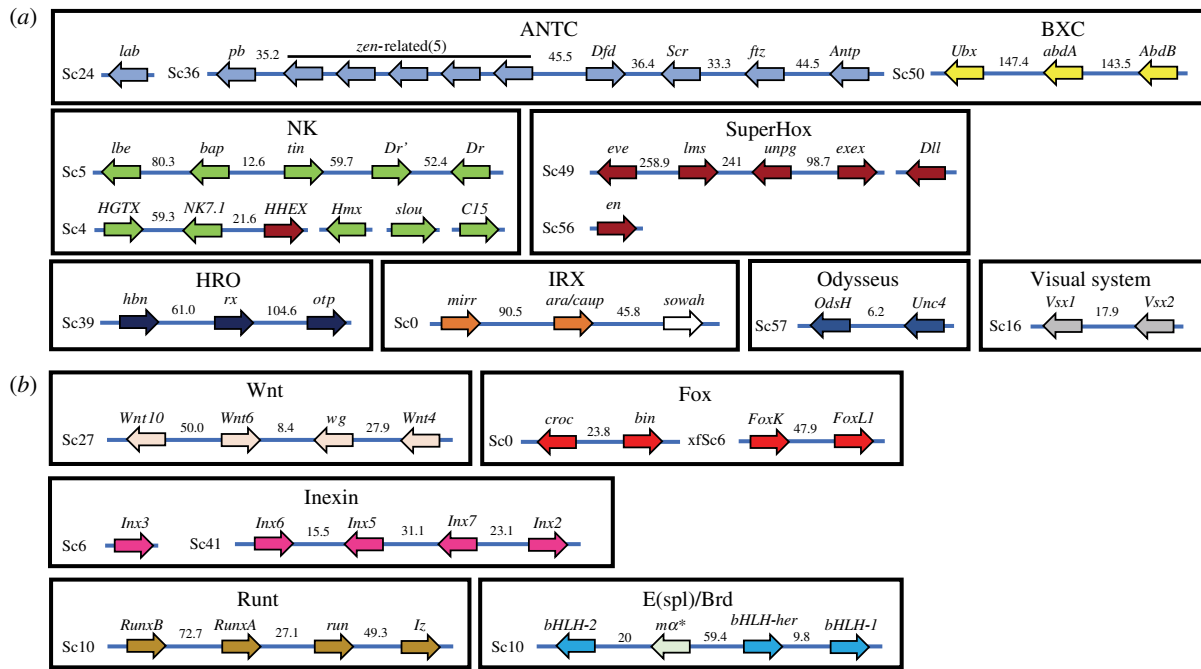 (a)
ANTC BXC
lab pb 35.2 zen-related(5) 45.5 Dfd Scr ftz Antp Ubx abdA AbdB
Sc24 Sc36 36.4 33.3 44.5 Sc50 147.4 143.5
NK
lbe bap tin Dr’ Dr
Sc5 80.3 12.6 59.7 52.4
HGTX NK7.1 HHEX Hmx slou C15
Sc4 59.3 21.6
SuperHox
eve lms unpg exex Dll
Sc49 258.9 241 98.7
en
Sc56
HRO
hbn rx otp
Sc39 61.0 104.6
IRX
mirr ara/caup sowah
Sc0 90.5 45.8
Odysseus
OdsH Unc4
Sc57 6.2
Visual system
Vsx1 Vsx2
Sc16 17.9
(b)
Wnt
Wnt10 Wnt6 wg Wnt4
Sc27 50.0 8.4 27.9
Fox
croc bin FoxK FoxL1
Sc0 23.8 xfSc6 47.9
Inexin
Inx3 Inx6 Inx5 Inx7 Inx2
Sc6 Sc41 15.5 31.1 23.1
Runt
RunxB RunxA run Iz
Sc10 72.7 27.1 49.3
E(spl)/Brd
bHLH-2 mα* bHLH-her bHLH-1
Sc10 20 59.4 9.8